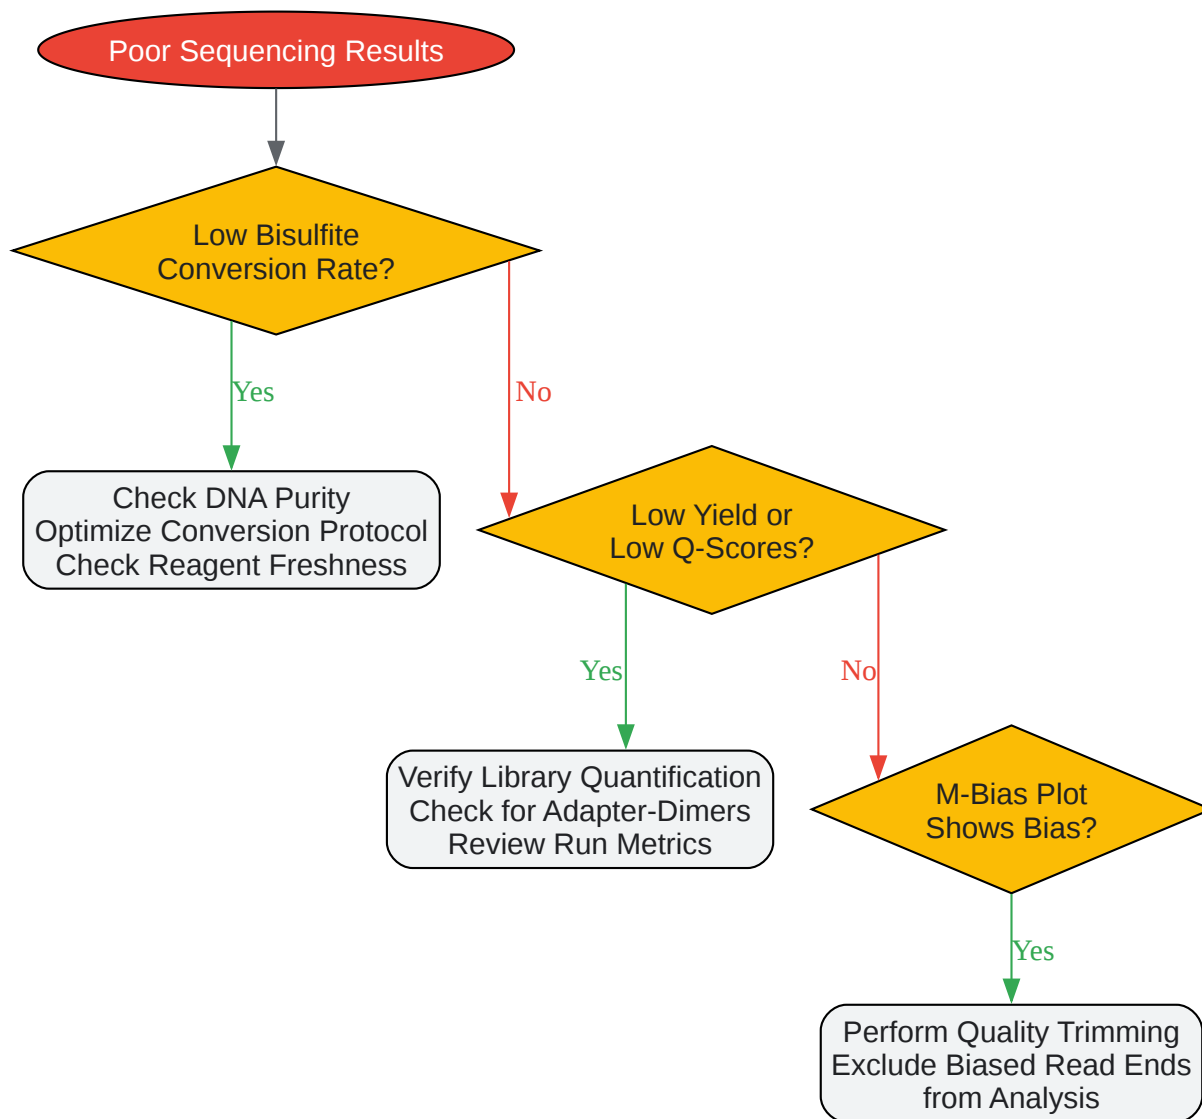 Poor Sequencing Results
Low Bisulfite
Conversion Rate?
Yes
No
Check DNA Purity
Optimize Conversion Protocol
Check Reagent Freshness
Low Yield or
Low Q-Scores?
Yes
No
Verify Library Quantification
Check for Adapter-Dimers
Review Run Metrics
M-Bias Plot
Shows Bias?
Yes
Perform Quality Trimming
Exclude Biased Read Ends
from Analysis